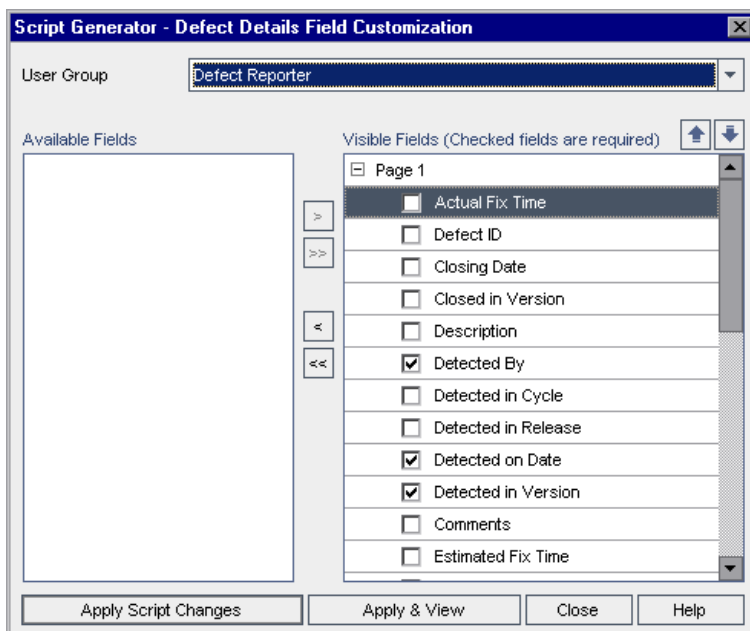 Script Generator - Defect Details Field Customization
User Group
Defect Reporter
Available Fields
Visible Fields (Checked fields are required)
Page 1
Actual Fix Time
Defect ID
Closing Date
Closed in Version
Description
Detected By
Detected in Cycle
Detected in Release
Detected on Date
Detected in Version
Comments
Estimated Fix Time
>
>>
<
<<
Apply Script Changes
Apply & View
Close
Help